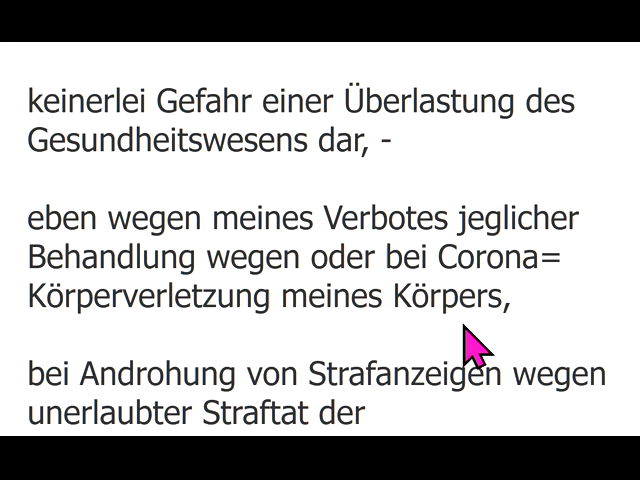 keinerlei Gefahr einer Überlastung des
Gesundheitswesens dar, -
eben wegen meines Verbotes jeglicher
Behandlung wegen oder bei Corona=
Körperverletzung meines Körpers,
bei Androhung von Strafanzeigen wegen
unerlaubter Straftat der